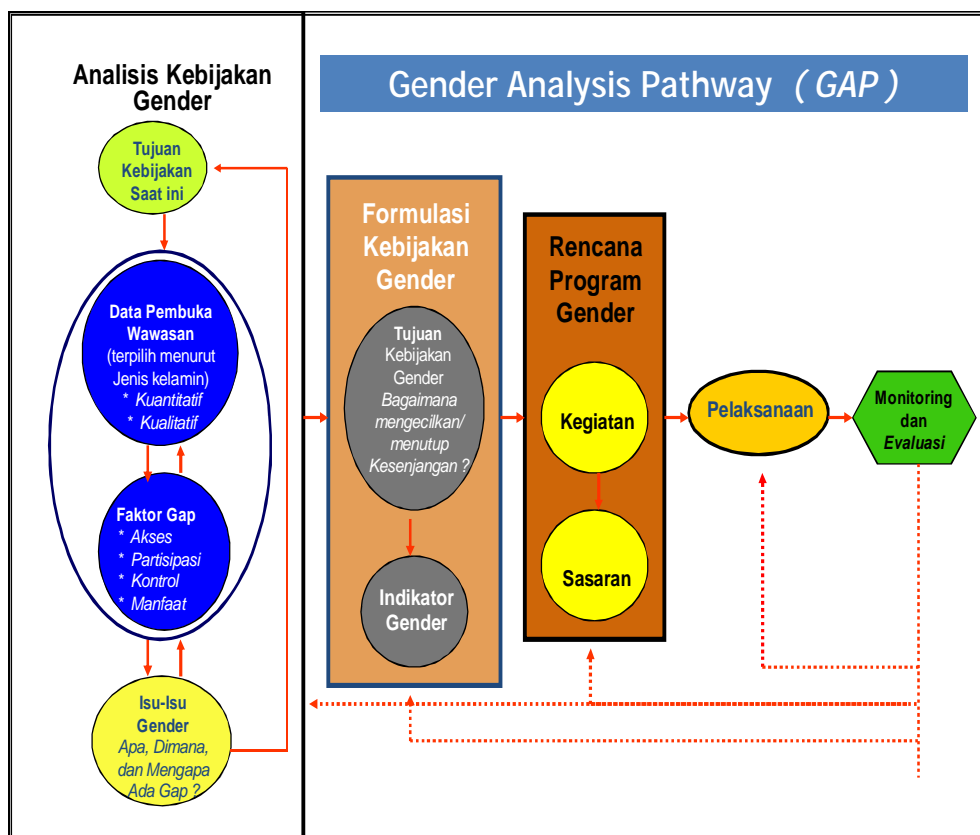 Analisis Kebijakan
Gender
Gender Analysis Pathway ( GAP )
Tujuan
Kebijakan
Saat ini
Data Pembuka
Wawasan
(terpilih menurut
Jenis kelamin)
* Kuantitatif
* Kualitatif
Faktor Gap
* Akses
* Partisipasi
* Kontrol
* Manfaat
Isu-Isu
Gender
Apa, Dimana,
dan Mengapa
Ada Gap ?
Formulasi
Kebijakan
Gender
Tujuan
Kebijakan
Gender
Bagaimana
mengecilkan/
menutup
Kesenjangan ?
Indikator
Gender
Rencana
Program
Gender
Kegiatan
Sasaran
Pelaksanaan
Monitoring
dan
Evaluasi